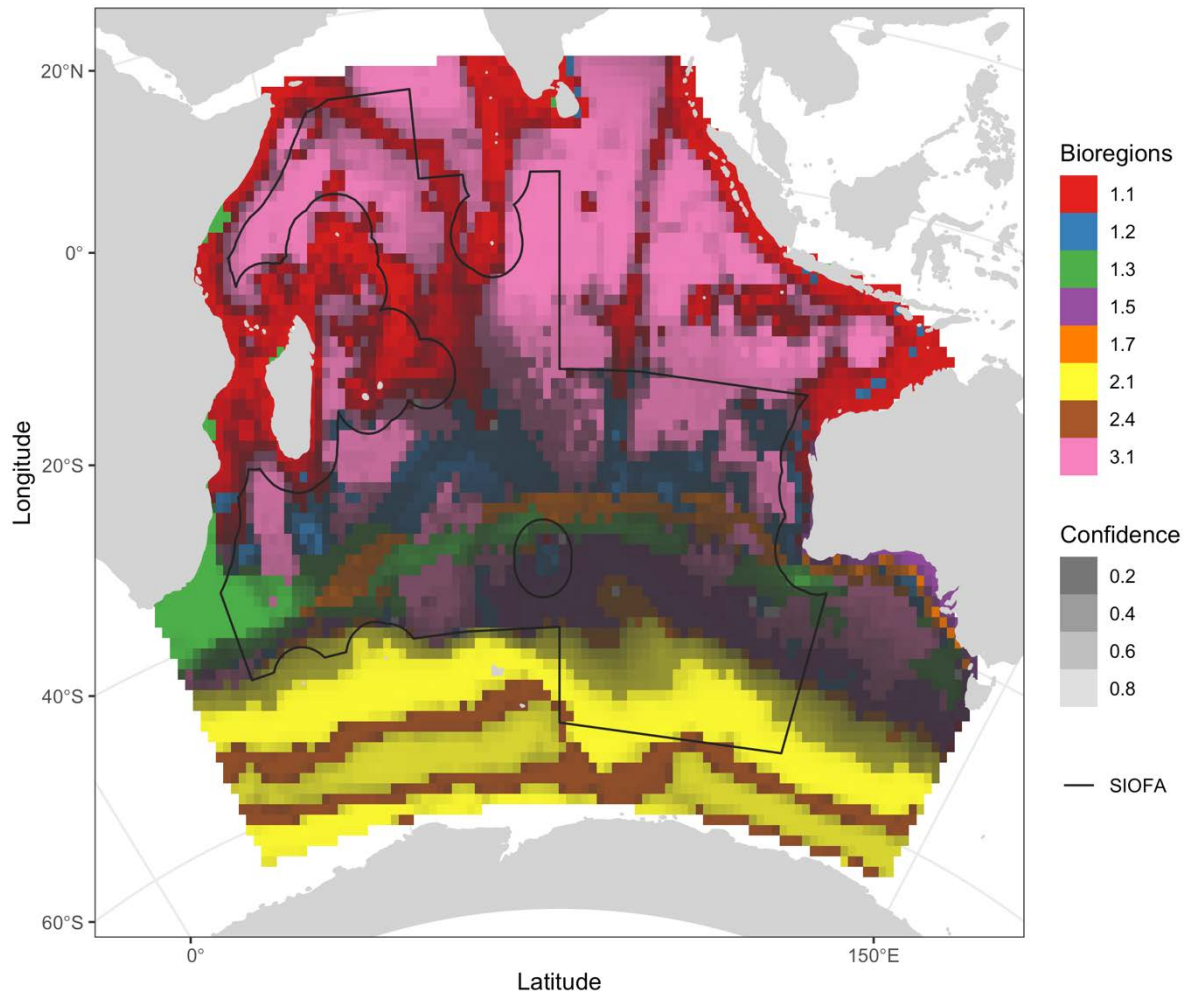 20°N
0°
20°S
40°S
60°S
Longitude
0°
150°E
Latitude
Bioregions
1.1
1.2
1.3
1.5
1.7
2.1
2.4
3.1
Confidence
0.2
0.4
0.6
0.8
SIOFA